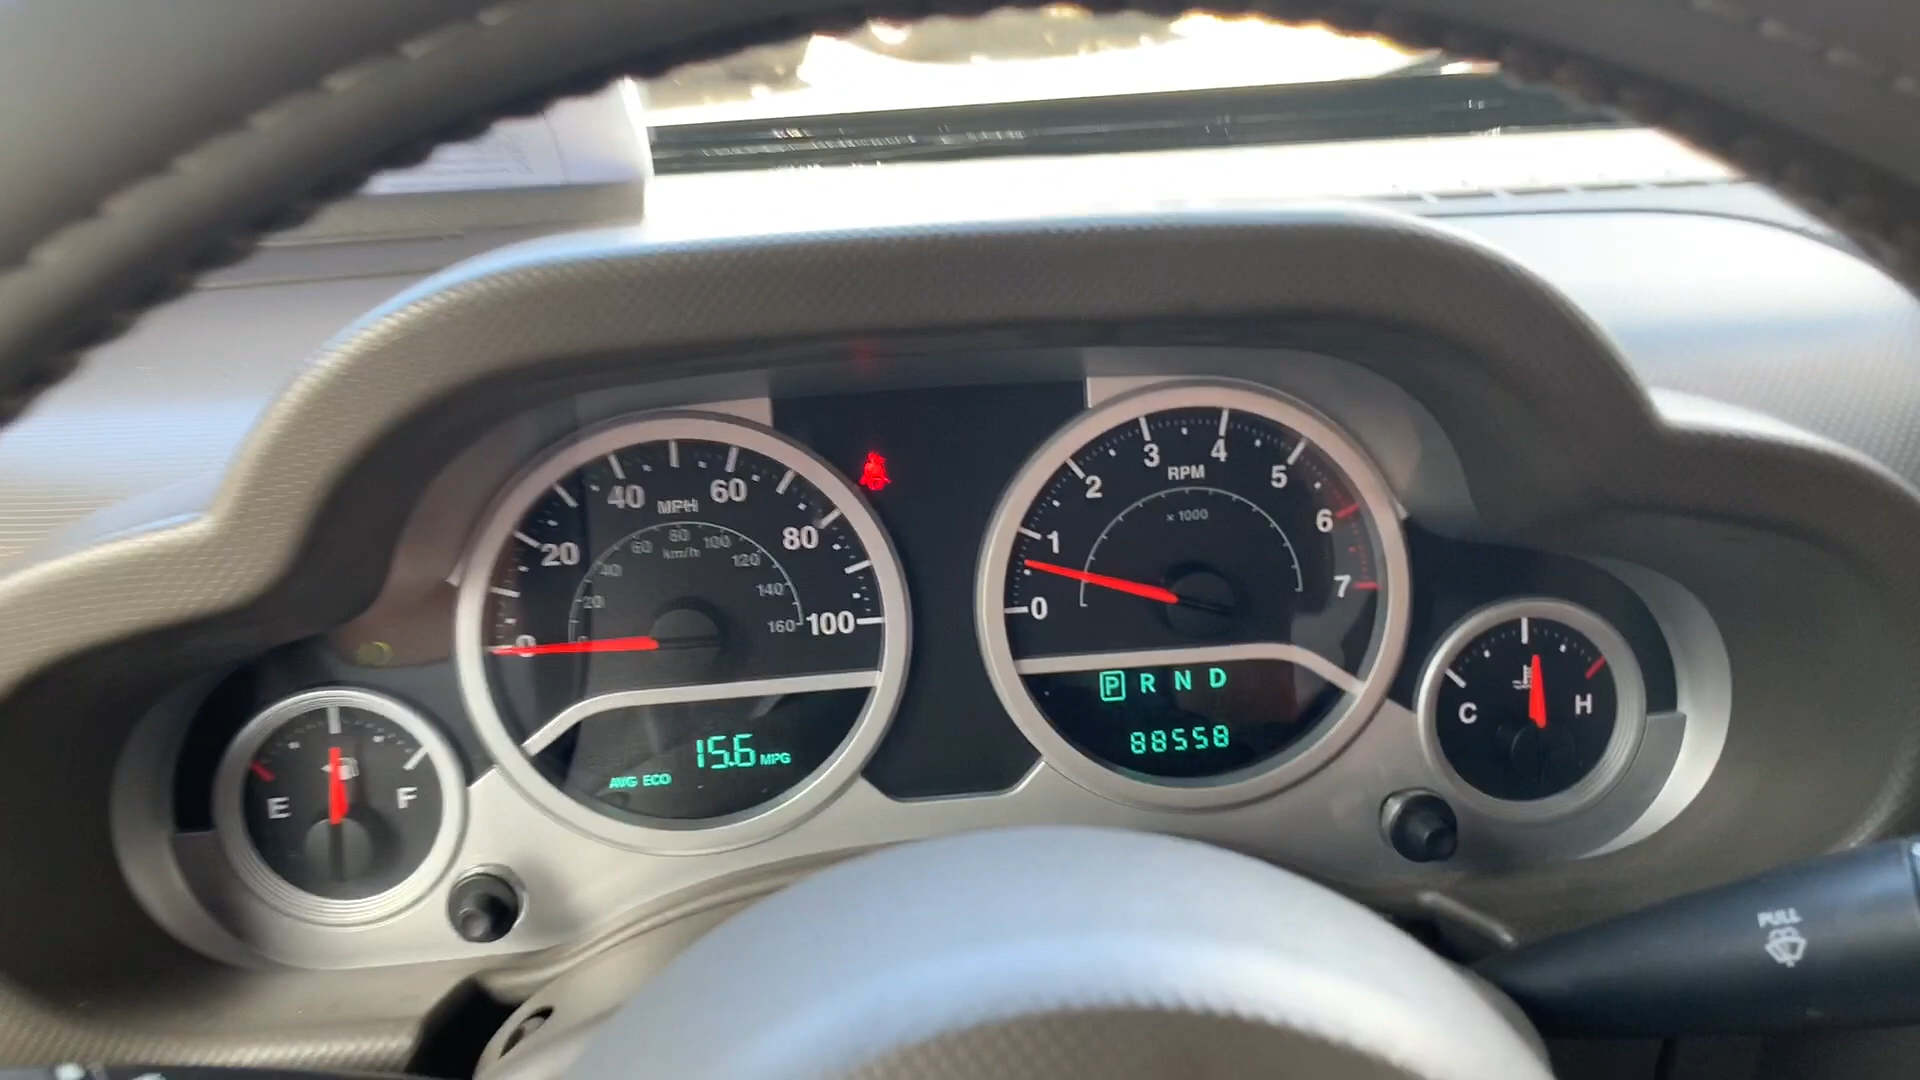 20 40 60 80 100
MPH
km/h
0 20 40 60 80 100 120 140 160
0
AVG ECO 15.6 MPG
E F
0 1 2 3 4 5 6 7
RPM
x 1000
P R N D
88558
C H
PULL